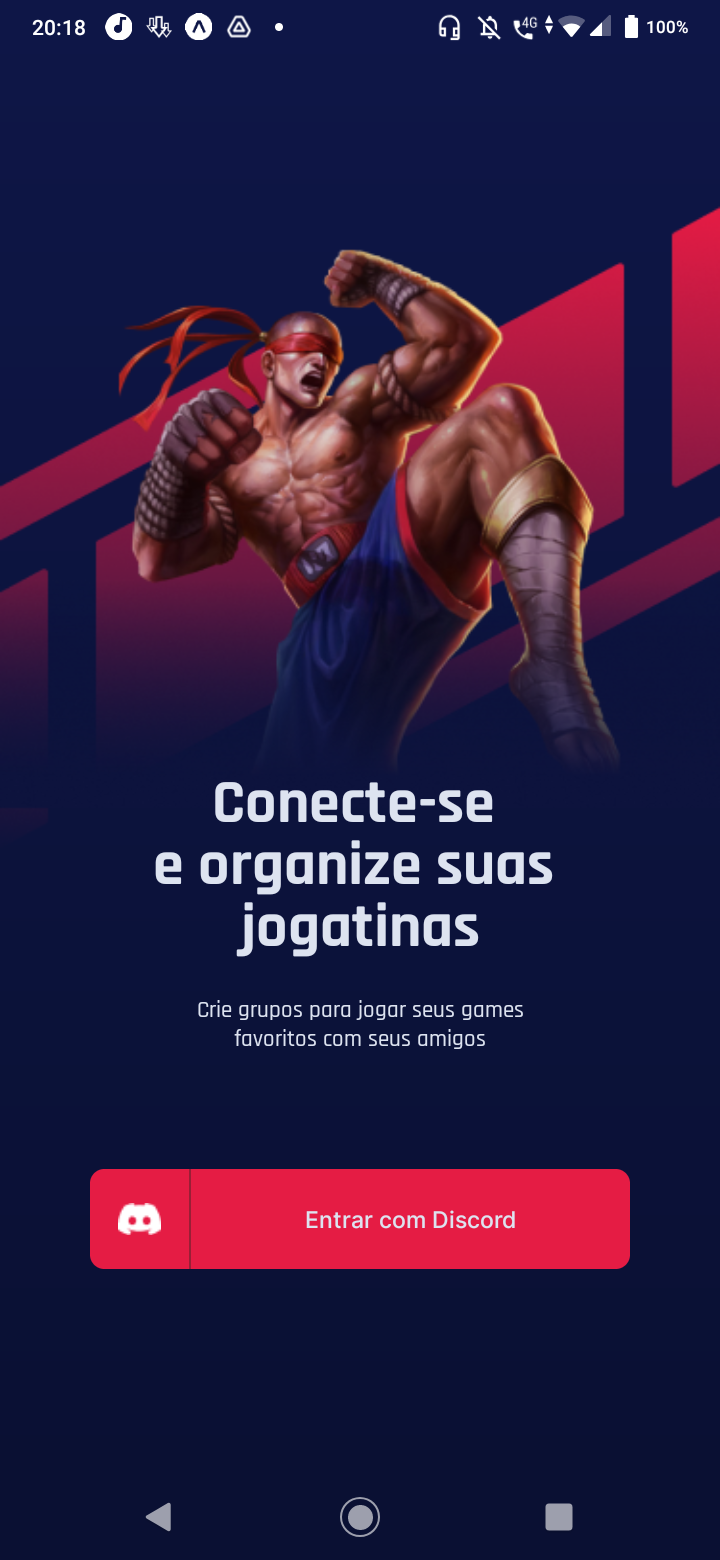 20:18 4G 100%
Conecte-se
e organize suas
jogatinas
Crie grupos para jogar seus games
favoritos com seus amigos
Entrar com Discord